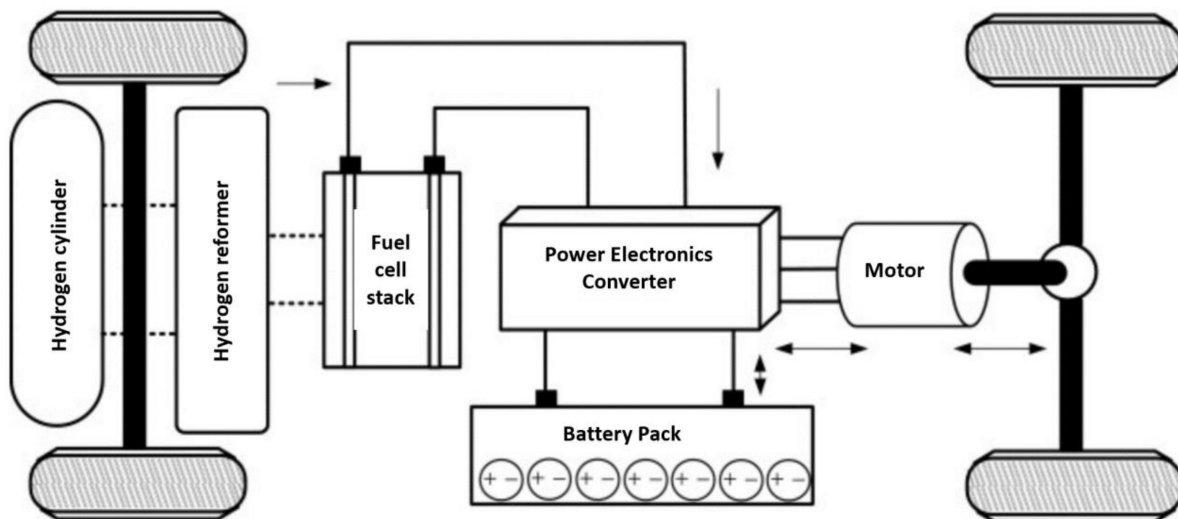 Hydrogen cylinder
Hydrogen reformer
Fuel
cell
stack
Power Electronics
Converter
Motor
Battery Pack
+ - + - + - + - + - + - + -